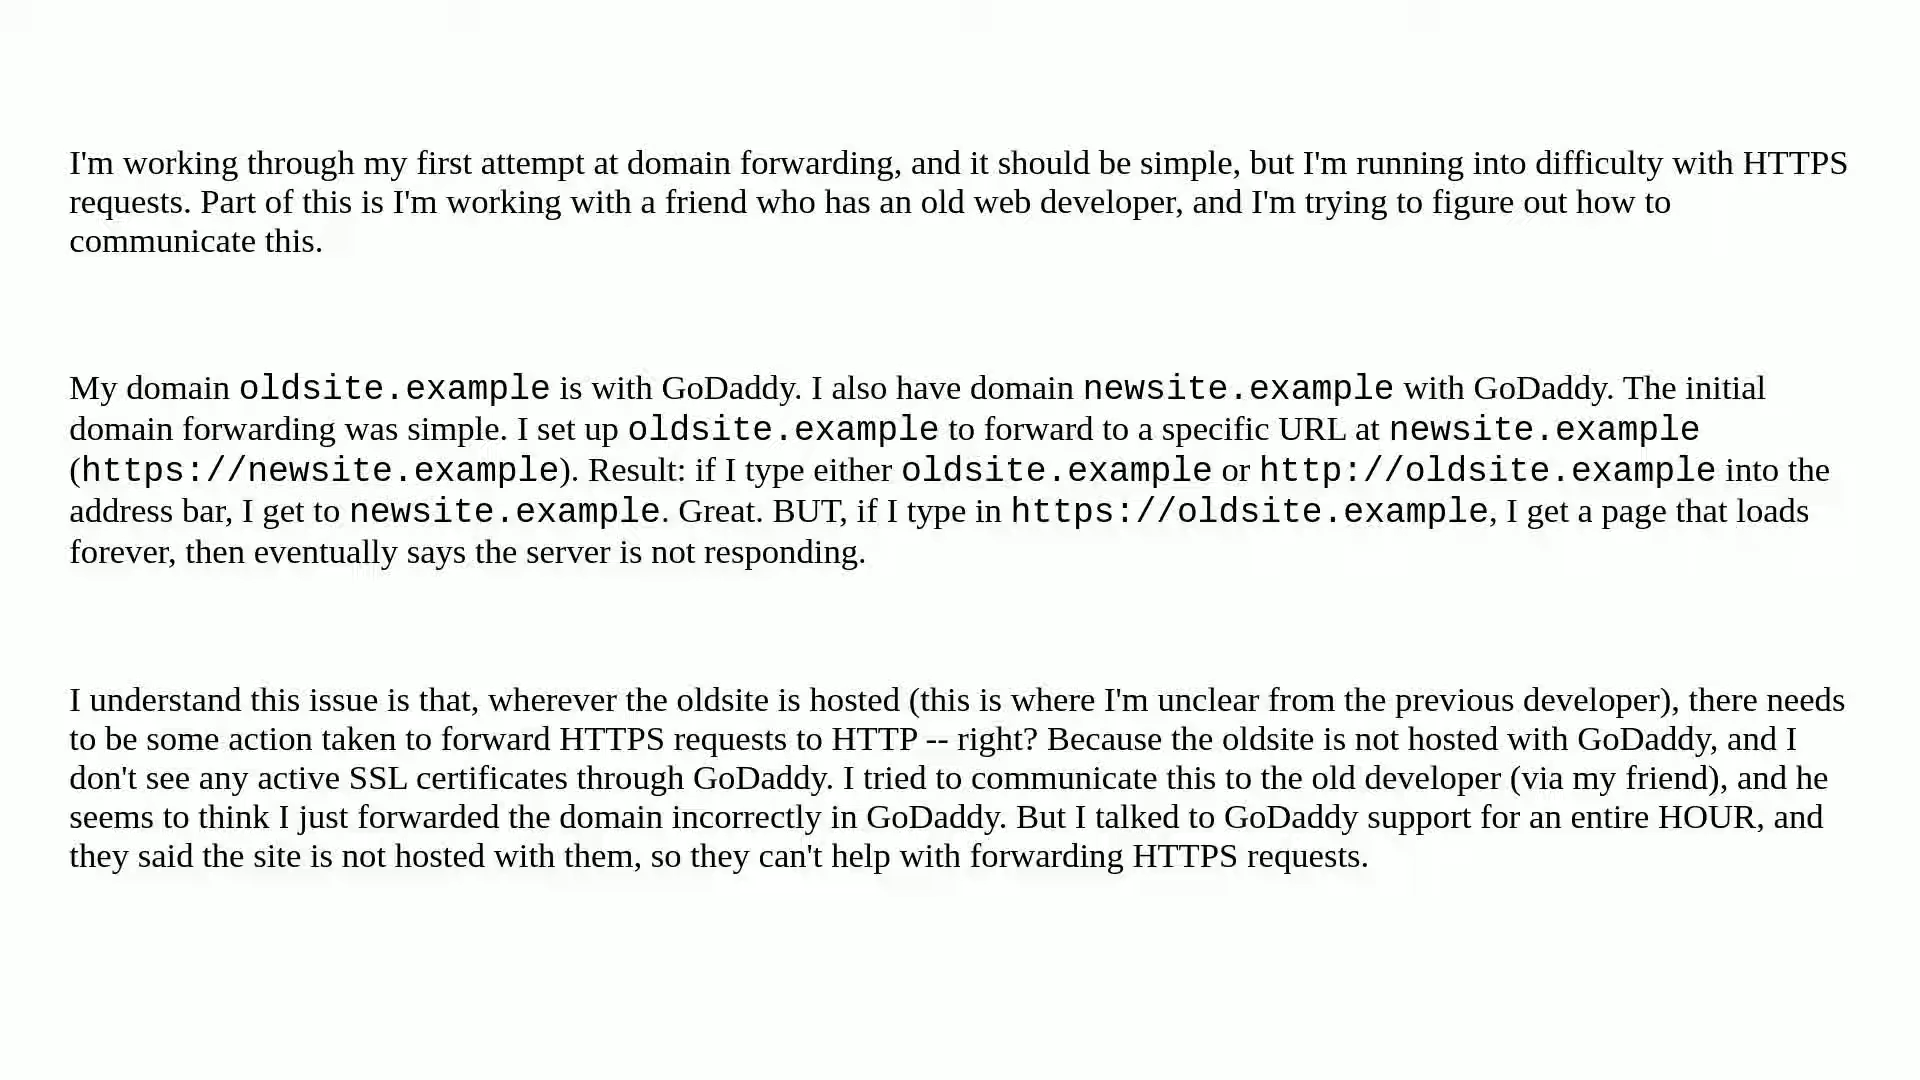 I'm working through my first attempt at domain forwarding, and it should be simple, but I'm running into difficulty with HTTPS
requests. Part of this is I'm working with a friend who has an old web developer, and I'm trying to figure out how to
communicate this.
My domain oldsite.example is with GoDaddy. I also have domain newsite.example with GoDaddy. The initial
domain forwarding was simple. I set up oldsite.example to forward to a specific URL at newsite.example
(https://newsite.example). Result: if I type either oldsite.example or http://oldsite.example into the
address bar, I get to newsite.example. Great. BUT, if I type in https://oldsite.example, I get a page that loads
forever, then eventually says the server is not responding.
I understand this issue is that, wherever the oldsite is hosted (this is where I'm unclear from the previous developer), there needs
to be some action taken to forward HTTPS requests to HTTP -- right? Because the oldsite is not hosted with GoDaddy, and I
don't see any active SSL certificates through GoDaddy. I tried to communicate this to the old developer (via my friend), and he
seems to think I just forwarded the domain incorrectly in GoDaddy. But I talked to GoDaddy support for an entire HOUR, and
they said the site is not hosted with them, so they can't help with forwarding HTTPS requests.